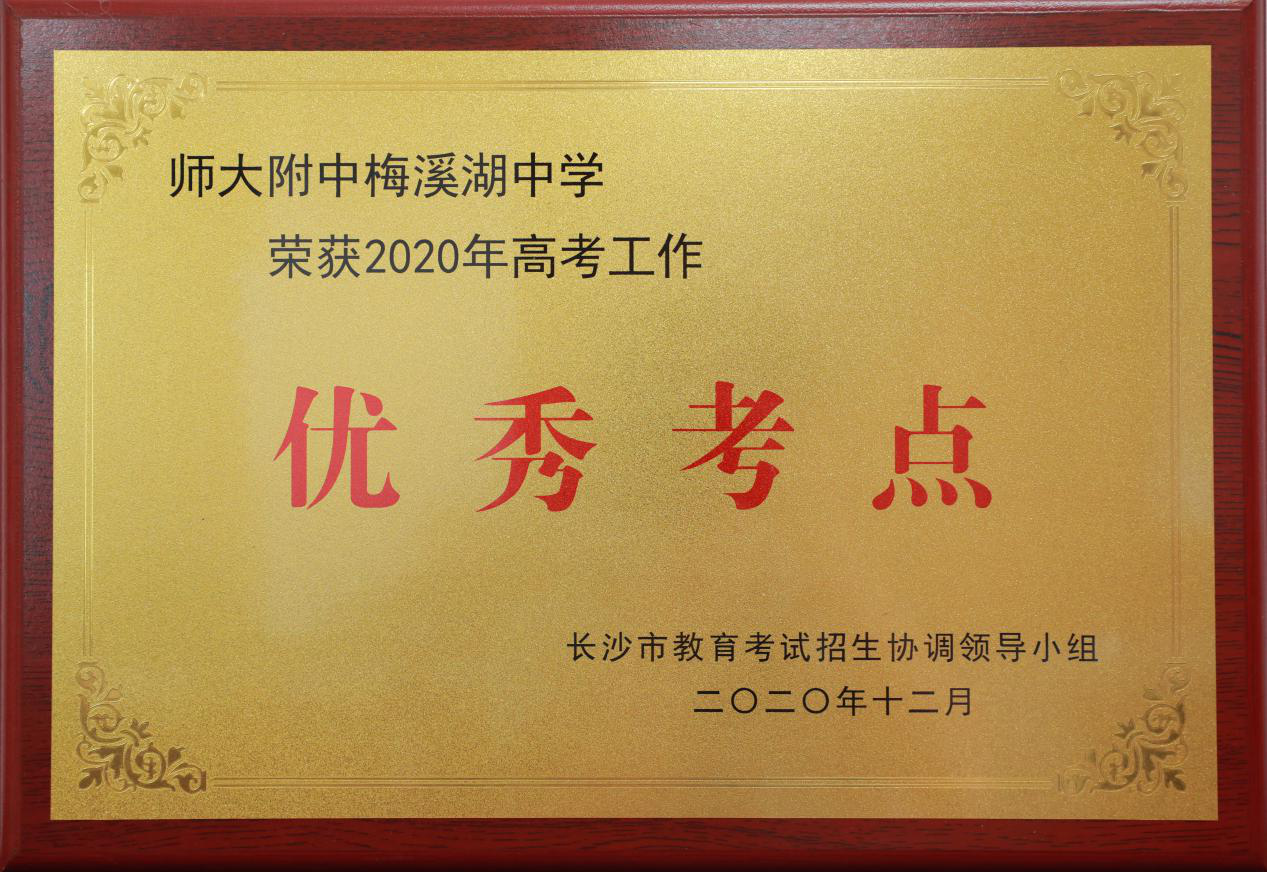 师大附中梅溪湖中学
荣获2020年高考工作
优秀考点
长沙市教育考试招生协调领导小组
二〇二〇年十二月